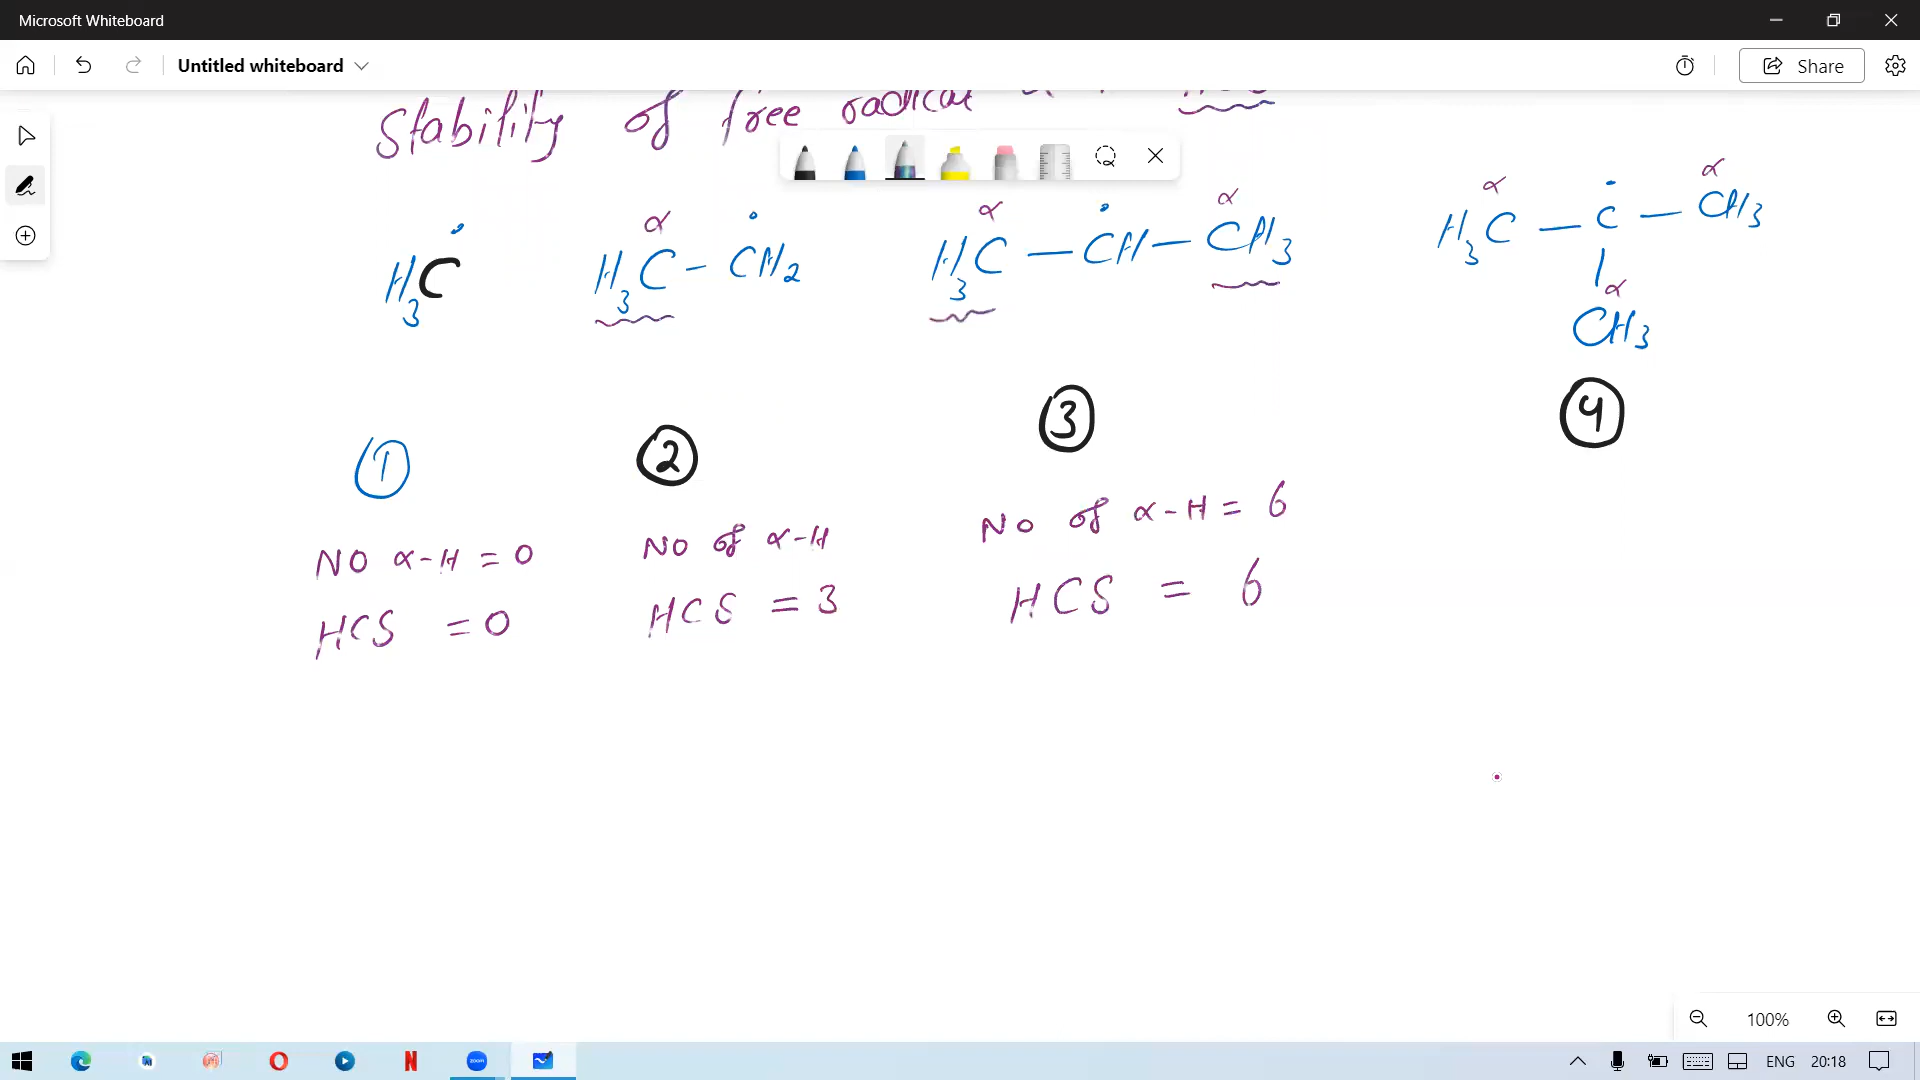 Microsoft Whiteboard
Untitled whiteboard
Share
Stability of free radical α
α α α α α
H3C H3C - CH2 H3C — CH — CH3 H3C — C — CH3
α
CH3
1 2 3 4
NO α-H = 0 NO of α-H NO of α-H = 6
HCS = 0 HCS = 3 HCS = 6
100%
zoom
ENG 20:18